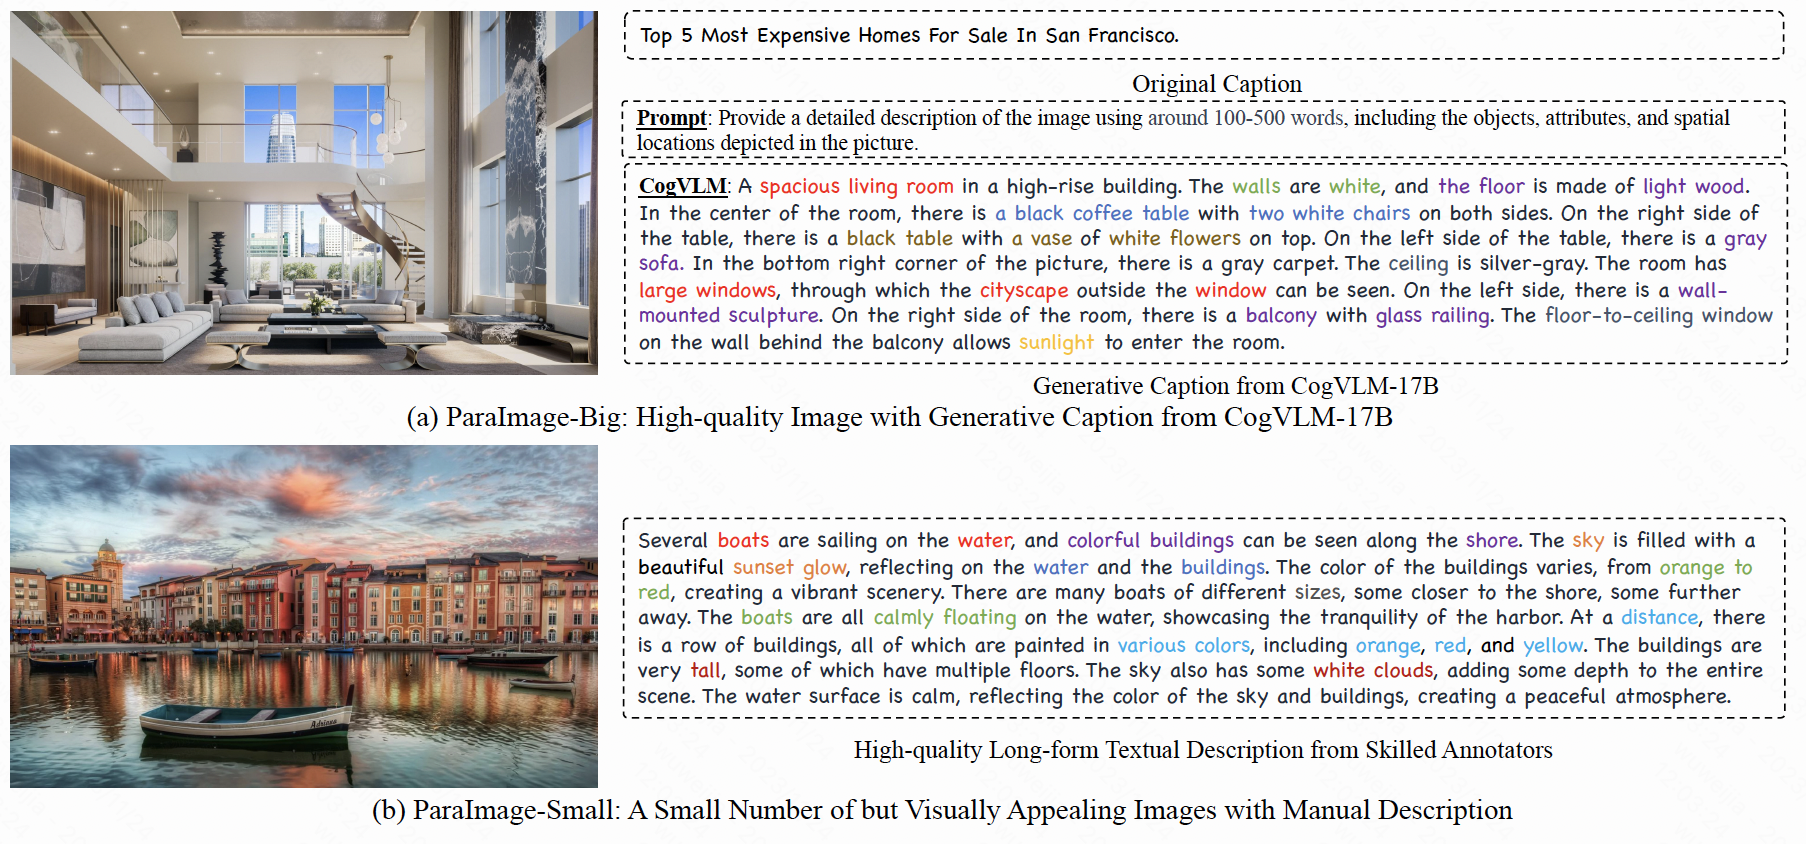 Top 5 Most Expensive Homes For Sale In San Francisco.
Original Caption
Prompt: Provide a detailed description of the image using around 100-500 words, including the objects, attributes, and spatial
locations depicted in the picture.
CogVLM: A spacious living room in a high-rise building. The walls are white, and the floor is made of light wood.
In the center of the room, there is a black coffee table with two white chairs on both sides. On the right side of
the table, there is a black table with a vase of white flowers on top. On the left side of the table, there is a gray
sofa. In the bottom right corner of the picture, there is a gray carpet. The ceiling is silver-gray. The room has
large windows, through which the cityscape outside the window can be seen. On the left side, there is a wall-
mounted sculpture. On the right side of the room, there is a balcony with glass railing. The floor-to-ceiling window
on the wall behind the balcony allows sunlight to enter the room.
Generative Caption from CogVLM-17B
(a) ParaImage-Big: High-quality Image with Generative Caption from CogVLM-17B
Several boats are sailing on the water, and colorful buildings can be seen along the shore. The sky is filled with a
beautiful sunset glow, reflecting on the water and the buildings. The color of the buildings varies, from orange to
red, creating a vibrant scenery. There are many boats of different sizes, some closer to the shore, some further
away. The boats are all calmly floating on the water, showcasing the tranquility of the harbor. At a distance, there
is a row of buildings, all of which are painted in various colors, including orange, red, and yellow. The buildings are
very tall, some of which have multiple floors. The sky also has some white clouds, adding some depth to the entire
scene. The water surface is calm, reflecting the color of the sky and buildings, creating a peaceful atmosphere.
Adriana
High-quality Long-form Textual Description from Skilled Annotators
(b) ParaImage-Small: A Small Number of but Visually Appealing Images with Manual Description